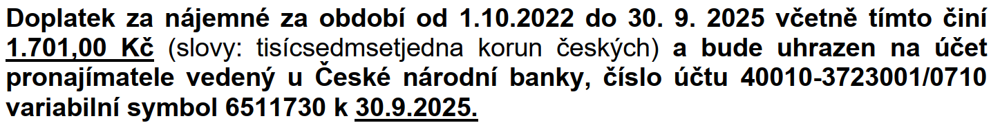 Doplatek za nájemné za období od 1.10.2022 do 30. 9. 2025 včetně tímto činí
1.701,00 Kč (slovy: tisícsedmsetjedna korun českých) a bude uhrazen na účet
pronajímatele vedený u České národní banky, číslo účtu 40010-3723001/0710
variabilní symbol 6511730 k 30.9.2025.